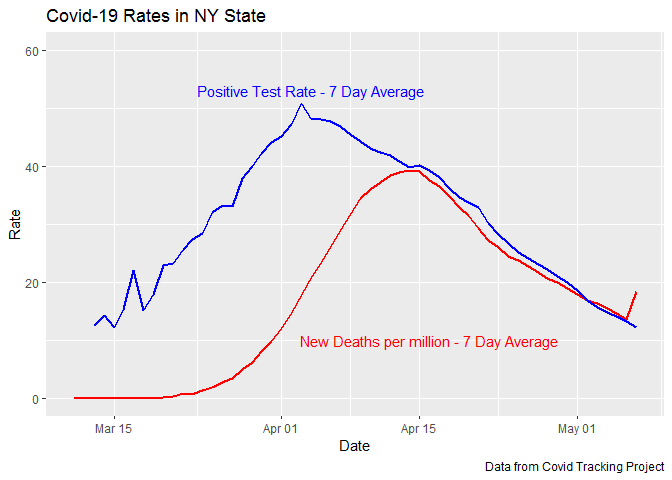 Covid-19 Rates in NY State
60
Positive Test Rate - 7 Day Average
40
Rate
20
New Deaths per million - 7 Day Average
0
Mar 15 Apr 01 Apr 15 May 01
Date
Data from Covid Tracking Project